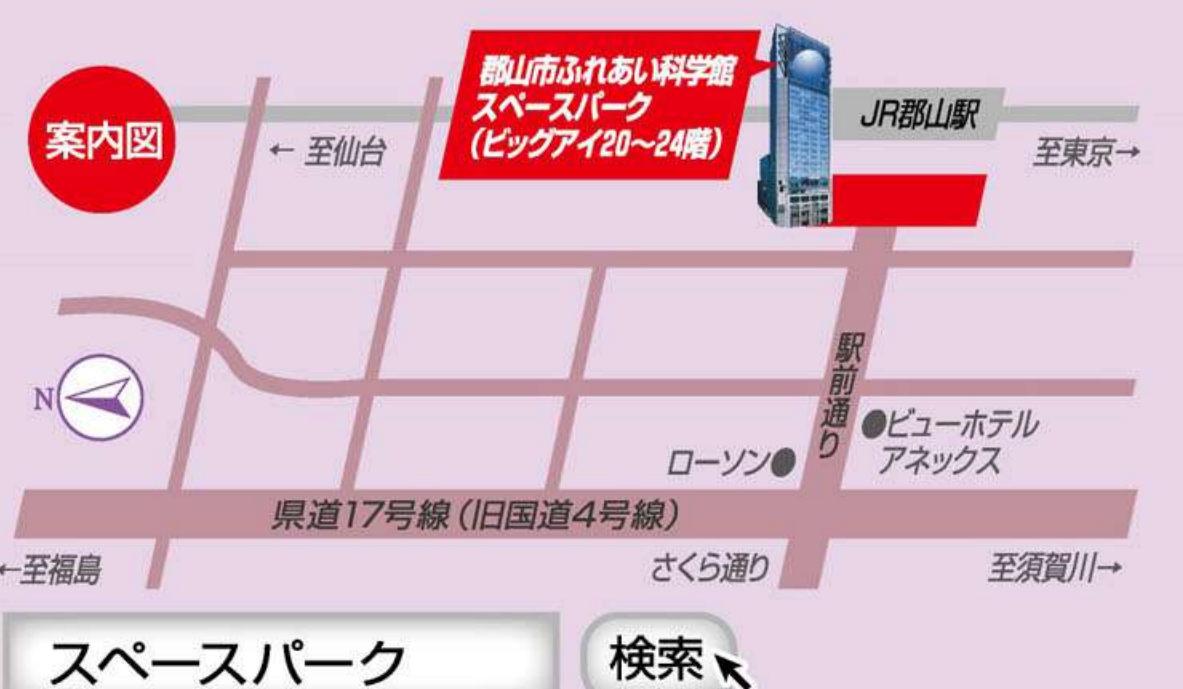 案内図
郡山市ふれあい科学館
スペースパーク
(ビッグアイ20～24階)
JR郡山駅
← 至仙台
至東京→
N
駅前通り
ローソン●
●ビューホテル
アネックス
県道17号線(旧国道4号線)
←至福島
さくら通り
至須賀川→
スペースパーク
検索